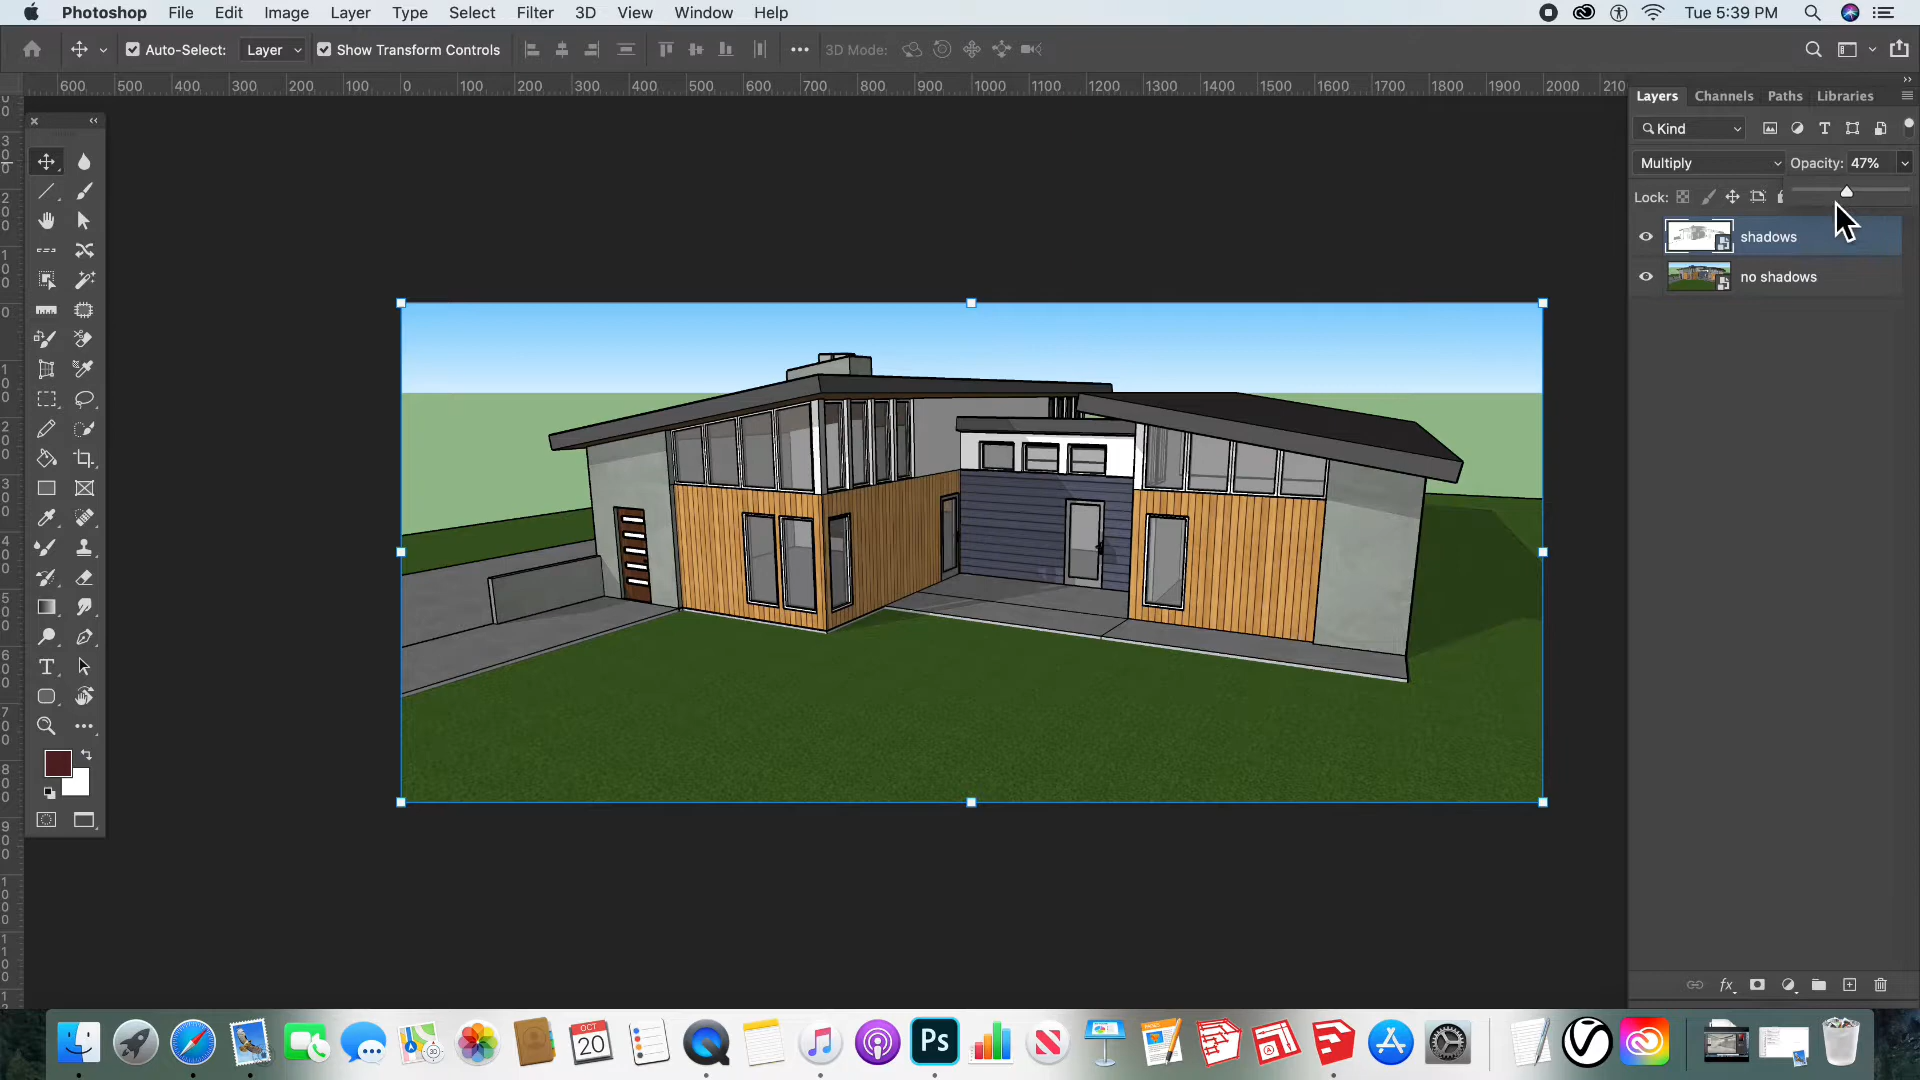 Photoshop File Edit Image Layer Type Select Filter 3D View Window Help Tue 5:39 PM
Auto-Select: Layer Show Transform Controls 3D Mode:
600 500 400 300 200 100 0 100 200 300 400 500 600 700 800 900 1000 1100 1200 1300 1400 1500 1600 1700 1800 1900 2000 210
Layers Channels Paths Libraries
Kind
Multiply Opacity: 47%
Lock:
shadows
no shadows
fx
OCT
20
Ps